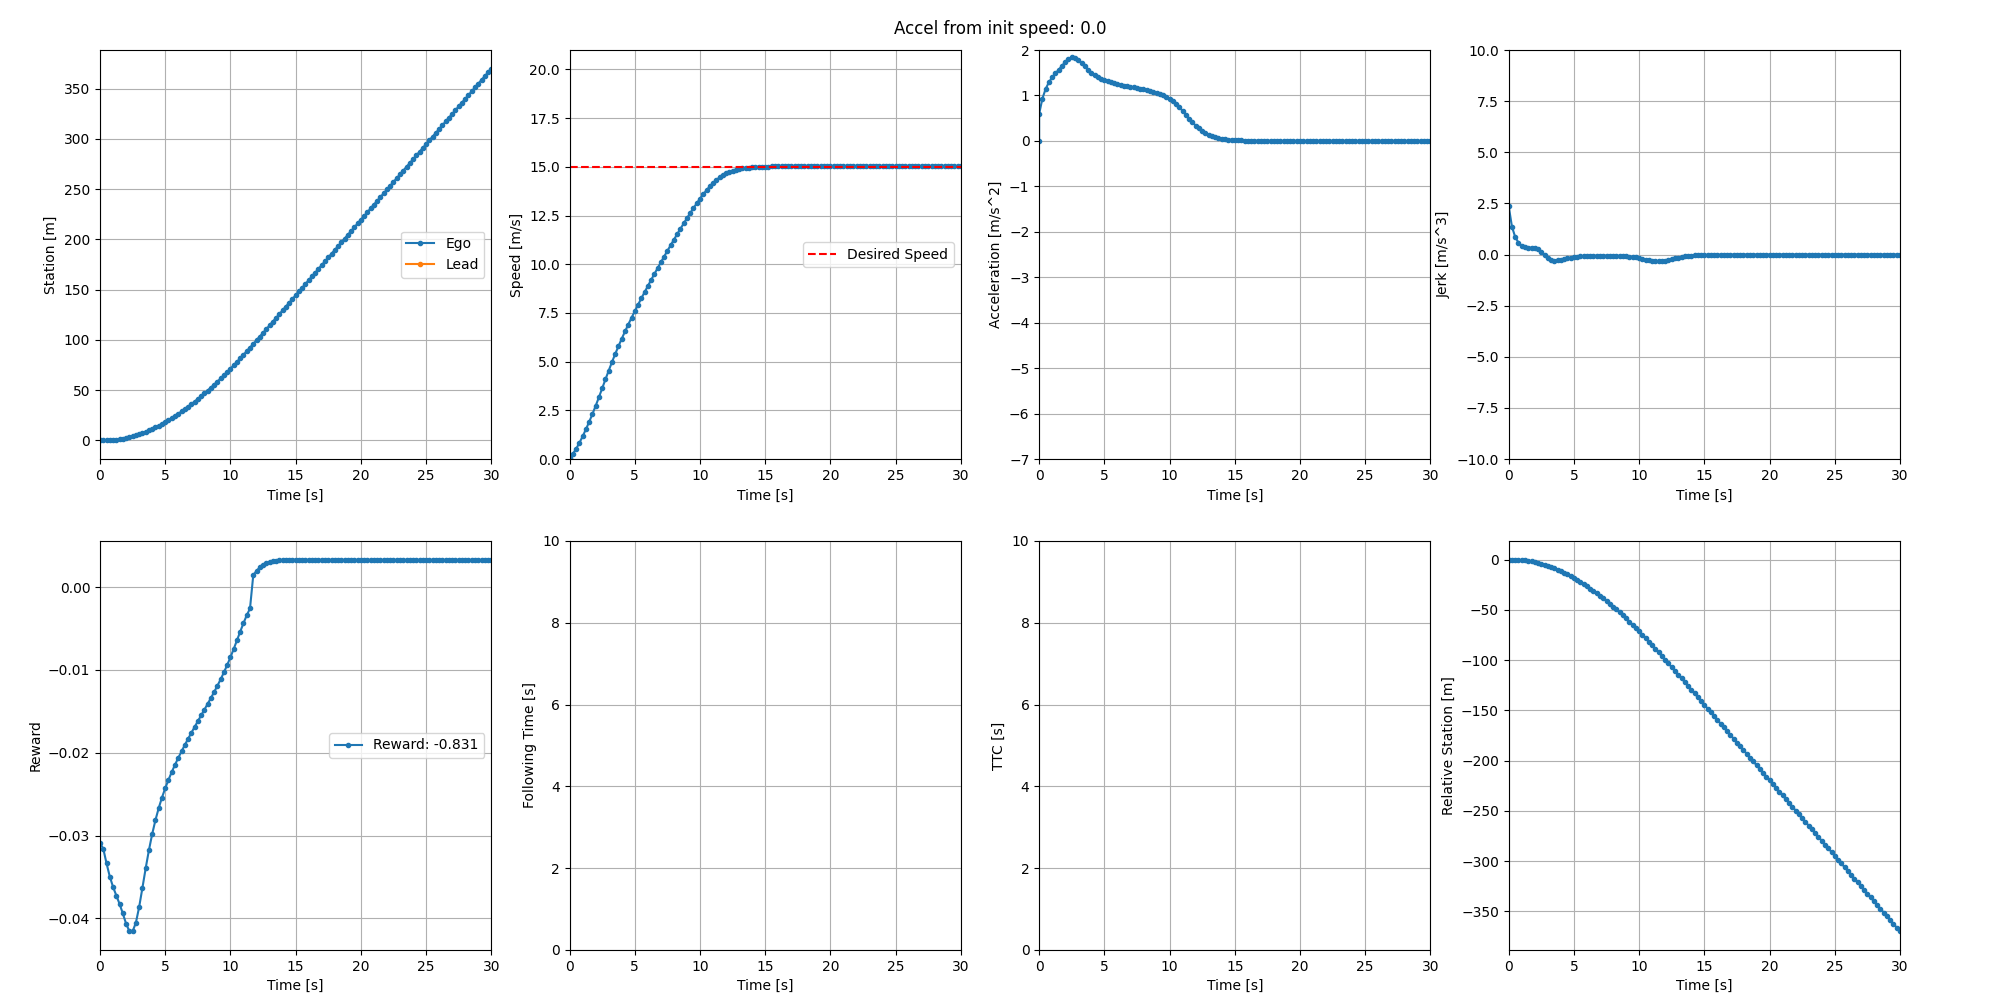 Accel from init speed: 0.0
Station [m]
350
300
250
200
150
100
50
0
0 5 10 15 20 25 30
Time [s]
Ego
Lead
Speed [m/s]
20.0
17.5
15.0
12.5
10.0
7.5
5.0
2.5
0.0
0 5 10 15 20 25 30
Time [s]
Desired Speed
Acceleration [m/s^2]
2
1
0
−1
−2
−3
−4
−5
−6
−7
0 5 10 15 20 25 30
Time [s]
Jerk [m/s^3]
10.0
7.5
5.0
2.5
0.0
−2.5
−5.0
−7.5
−10.0
0 5 10 15 20 25 30
Time [s]
Reward
0.00
−0.01
−0.02
−0.03
−0.04
0 5 10 15 20 25 30
Time [s]
Reward: -0.831
Following Time [s]
10
8
6
4
2
0
0 5 10 15 20 25 30
Time [s]
TTC [s]
10
8
6
4
2
0
0 5 10 15 20 25 30
Time [s]
Relative Station [m]
0
−50
−100
−150
−200
−250
−300
−350
0 5 10 15 20 25 30
Time [s]